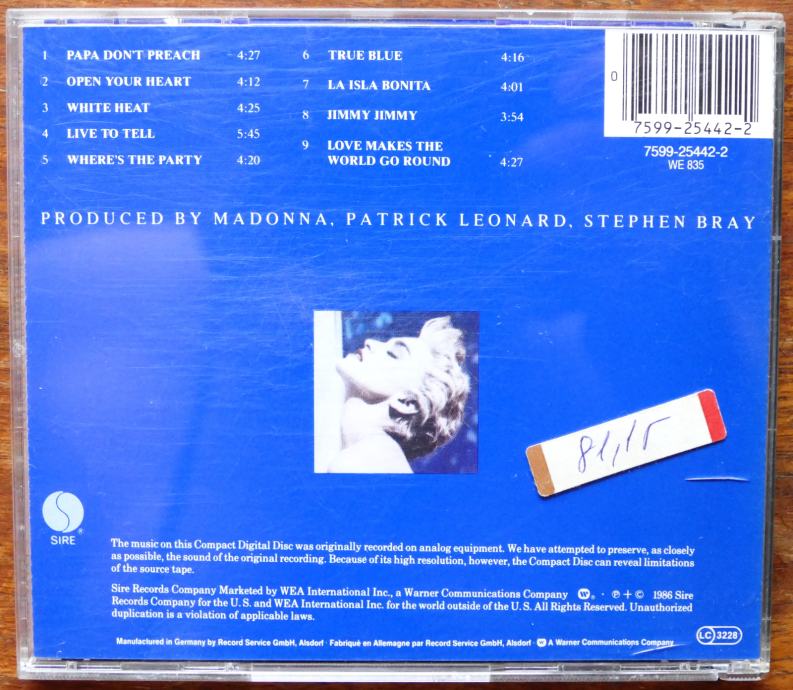 1 PAPA DON'T PREACH 4:27
2 OPEN YOUR HEART 4:12
3 WHITE HEAT 4:25
4 LIVE TO TELL 5:45
5 WHERE'S THE PARTY 4:20
6 TRUE BLUE 4:16
7 LA ISLA BONITA 4:01
8 JIMMY JIMMY 3:54
9 LOVE MAKES THE
WORLD GO ROUND 4:27
0
7599-25442-2
7599-25442-2
WE 835
PRODUCED BY MADONNA, PATRICK LEONARD, STEPHEN BRAY
81,15
S
SIRE ®
The music on this Compact Digital Disc was originally recorded on analog equipment. We have attempted to preserve, as closely
as possible, the sound of the original recording. Because of its high resolution, however, the Compact Disc can reveal limitations
of the source tape.
Sire Records Company Marketed by WEA International Inc., a Warner Communications Company ®. · ℗ + © 1986 Sire
Records Company for the U. S. and WEA International Inc. for the world outside of the U. S. All Rights Reserved. Unauthorized
duplication is a violation of applicable laws.
Manufactured in Germany by Record Service GmbH, Alsdorf · Fabriqué en Allemagne par Record Service GmbH, Alsdorf · A Warner Communications Company
LC 3228